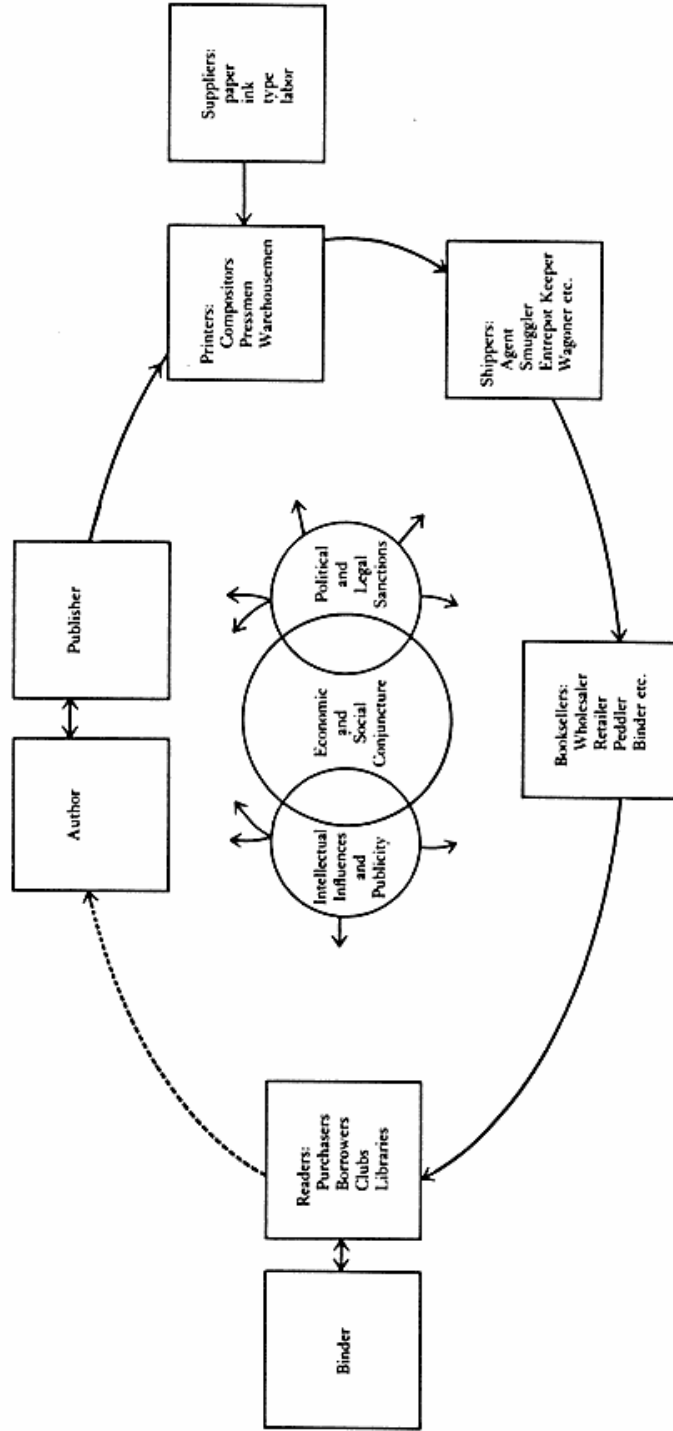 Author
Publisher
Suppliers:
paper
ink
type
labor
Printers:
Compositors
Pressmen
Warehousemen
Readers:
Purchasers
Borrowers
Clubs
Libraries
Binder
Intellectual
Influences
and
Publicity
Economic
and
Social
Conjuncture
Political
and
Legal
Sanctions
Shippers:
Agent
Smuggler
Entrepot Keeper
Wagoner etc.
Booksellers:
Wholesaler
Retailer
Peddler
Binder etc.